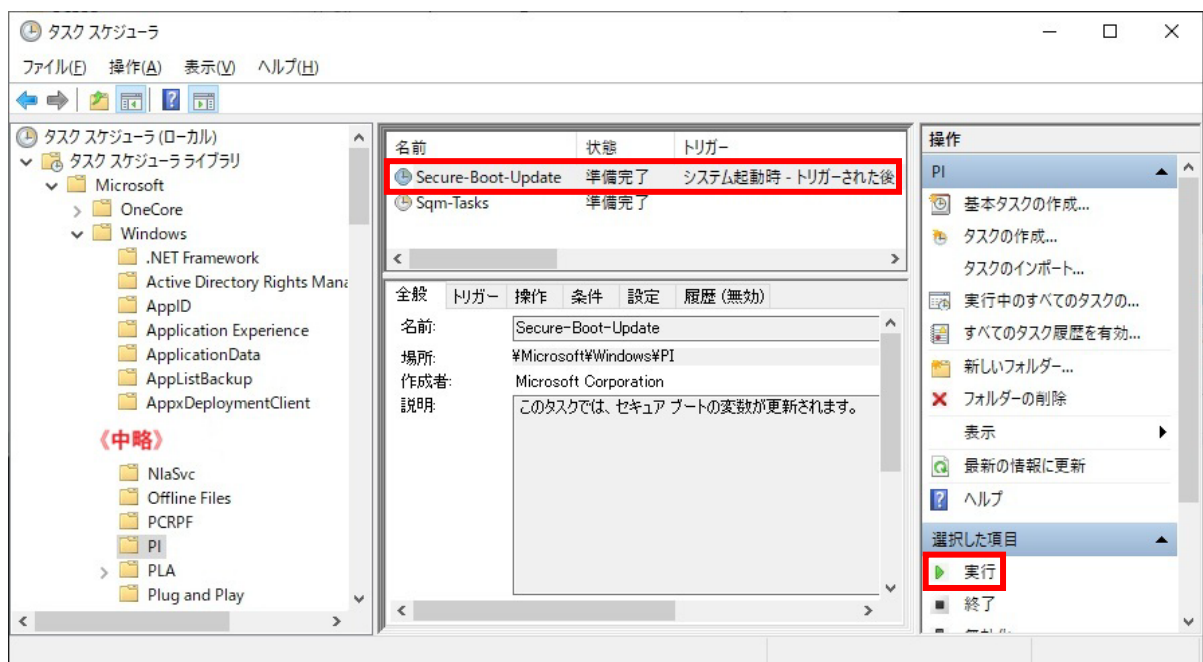 タスク スケジューラ
ファイル(F) 操作(A) 表示(V) ヘルプ(H)
タスク スケジューラ (ローカル)
タスク スケジューラ ライブラリ
Microsoft
OneCore
Windows
.NET Framework
Active Directory Rights Mana
AppID
Application Experience
ApplicationData
AppListBackup
AppxDeploymentClient
《中略》
NlaSvc
Offline Files
PCRPF
PI
PLA
Plug and Play
名前 状態 トリガー
Secure-Boot-Update 準備完了 システム起動時 - トリガーされた後
Sqm-Tasks 準備完了
全般 トリガー 操作 条件 設定 履歴 (無効)
名前: Secure-Boot-Update
場所: ¥Microsoft¥Windows¥PI
作成者: Microsoft Corporation
説明: このタスクでは、セキュア ブートの変数が更新されます。
操作
PI
基本タスクの作成...
タスクの作成...
タスクのインポート...
実行中のすべてのタスクの...
すべてのタスク履歴を有効...
新しいフォルダー...
フォルダーの削除
表示
最新の情報に更新
ヘルプ
選択した項目
実行
終了